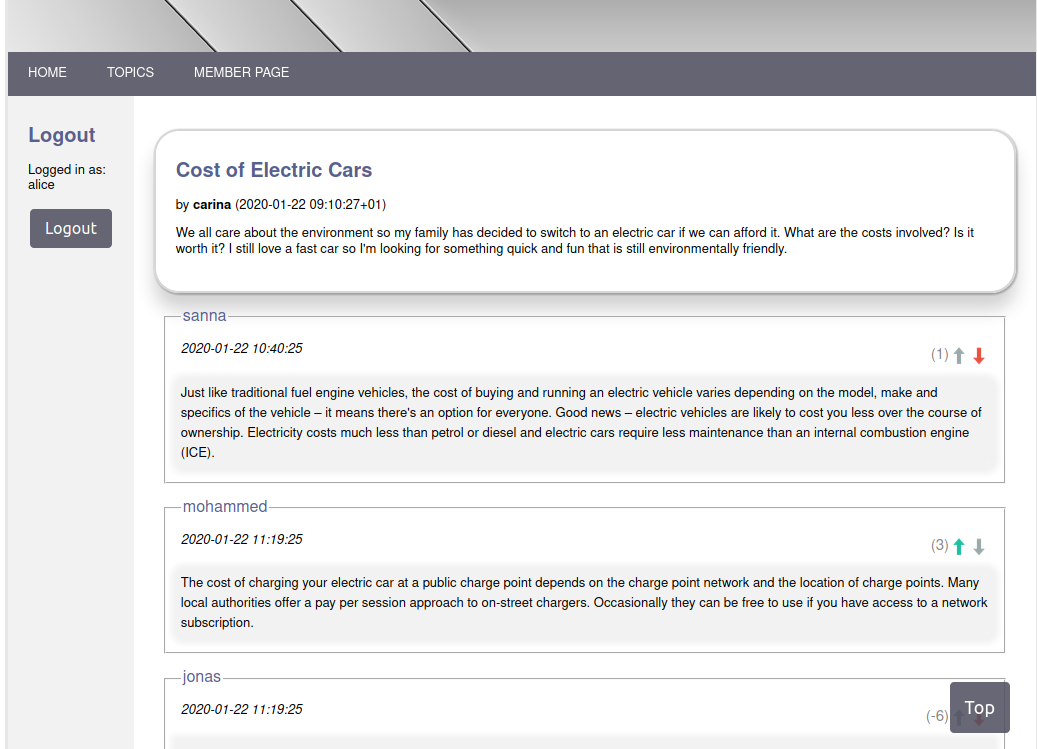 HOME TOPICS MEMBER PAGE
Logout
Logged in as:
alice
Logout
Cost of Electric Cars
by carina (2020-01-22 09:10:27+01)
We all care about the environment so my family has decided to switch to an electric car if we can afford it. What are the costs involved? Is it
worth it? I still love a fast car so I'm looking for something quick and fun that is still environmentally friendly.
sanna
2020-01-22 10:40:25
(1)
Just like traditional fuel engine vehicles, the cost of buying and running an electric vehicle varies depending on the model, make and
specifics of the vehicle – it means there's an option for everyone. Good news – electric vehicles are likely to cost you less over the course of
ownership. Electricity costs much less than petrol or diesel and electric cars require less maintenance than an internal combustion engine
(ICE).
mohammed
2020-01-22 11:19:25
(3)
The cost of charging your electric car at a public charge point depends on the charge point network and the location of charge points. Many
local authorities offer a pay per session approach to on-street chargers. Occasionally they can be free to use if you have access to a network
subscription.
jonas
2020-01-22 11:19:25
(-6)
Top